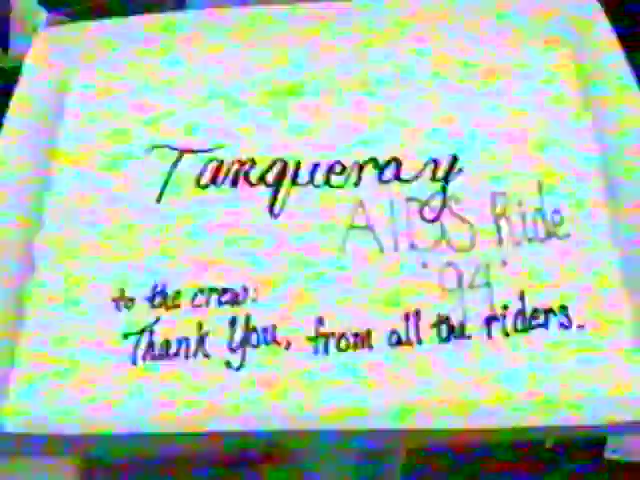 Tanqueray
AIDS Ride
'94'
to the crew:
Thank You, from all the riders.